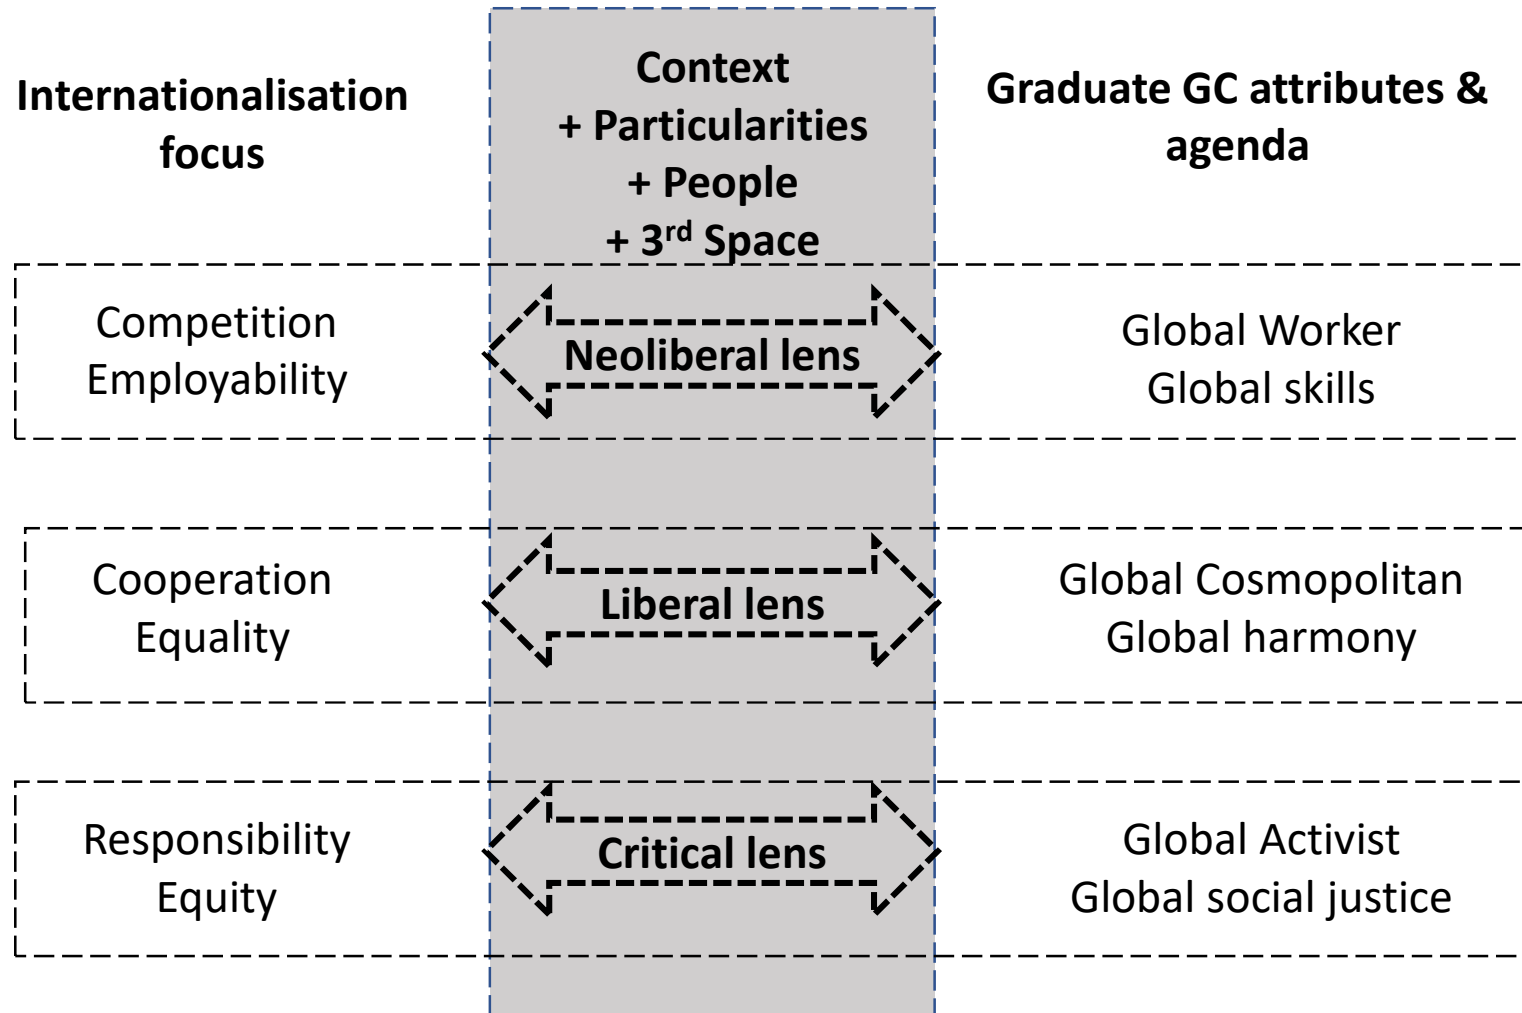 Internationalisation
focus
Context
+ Particularities
+ People
+ 3rd Space
Graduate GC attributes &
agenda
Competition
Employability
Neoliberal lens
Global Worker
Global skills
Cooperation
Equality
Liberal lens
Global Cosmopolitan
Global harmony
Responsibility
Equity
Critical lens
Global Activist
Global social justice